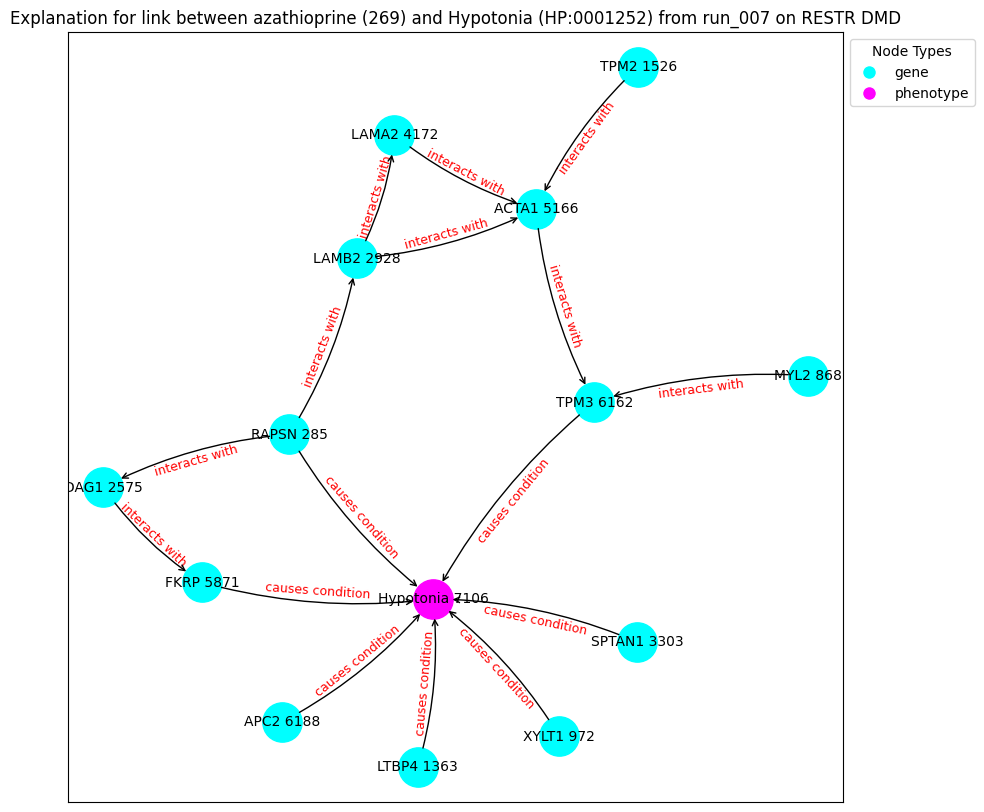 Explanation for link between azathioprine (269) and Hypotonia (HP:0001252) from run_007 on RESTR DMD
Node Types
gene
phenotype
TPM2 1526
LAMA2 4172
interacts with
interacts with
interacts with
ACTA1 5166
interacts with
LAMB2 2928
interacts with
interacts with
MYL2 868
interacts with
TPM3 6162
RAPSN 285
interacts with
DAG1 2575
causes condition
causes condition
interacts with
FKRP 5871
causes condition
Hypotonia 7106
causes condition
SPTAN1 3303
causes condition
causes condition
causes condition
APC2 6188
XYLT1 972
LTBP4 1363